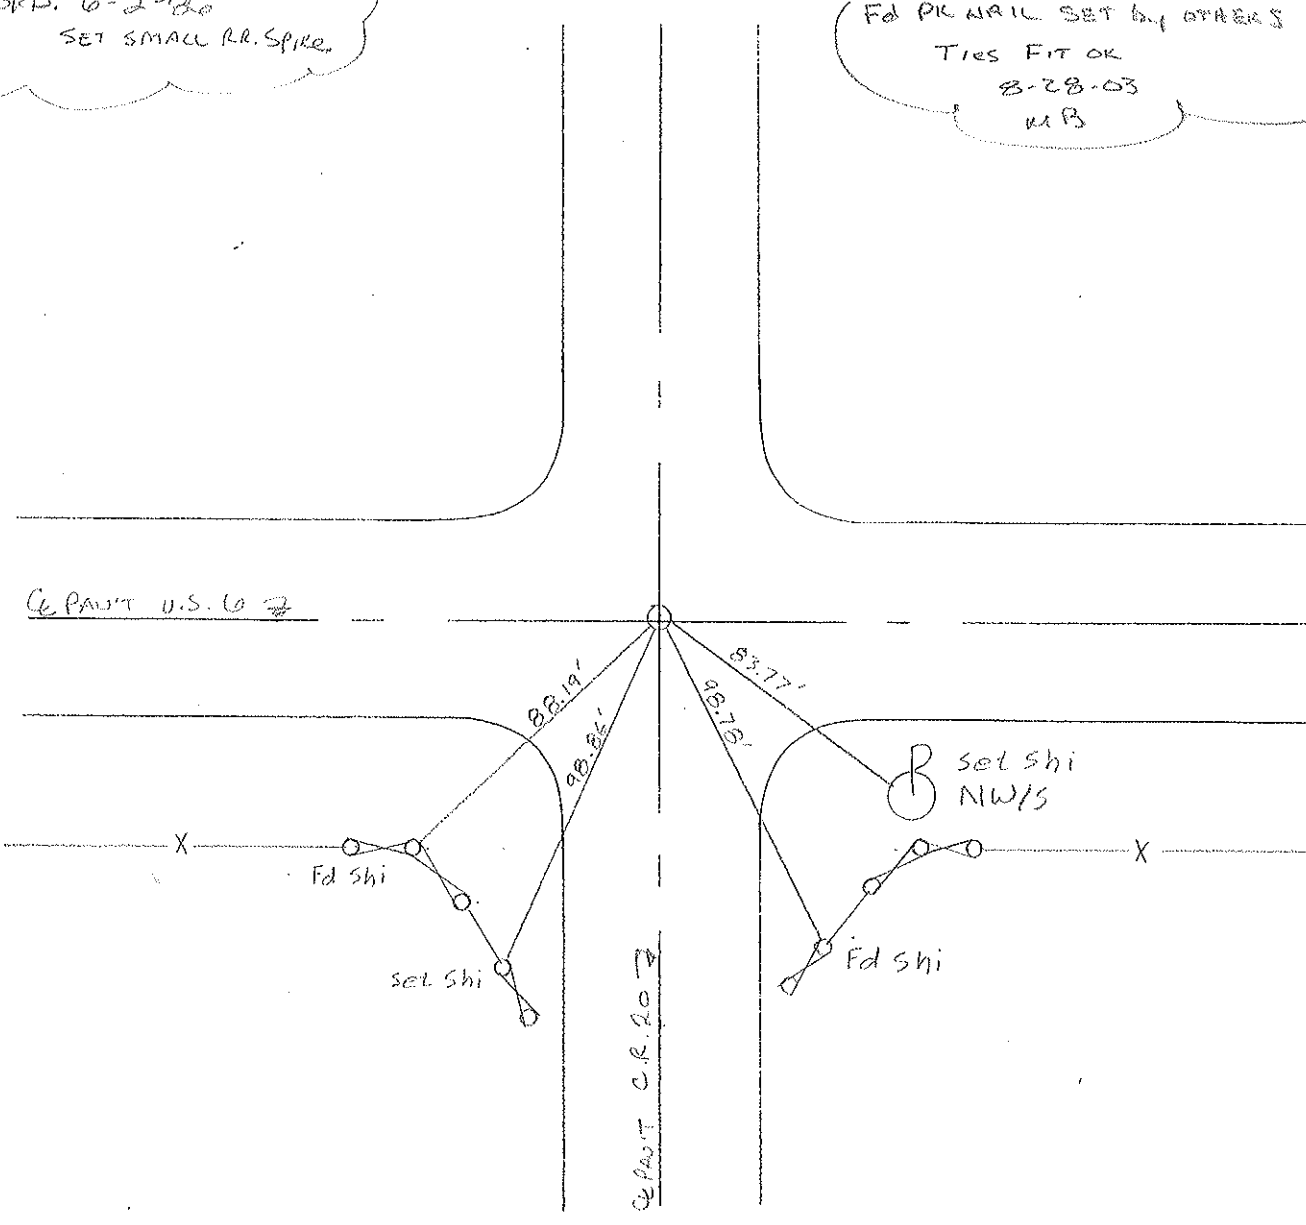 SET SMALL RR. SPIKE
Fd PK NAIL SET by OTHERS
Ties FIT OK
8-28-03
MB
℄ PAV'T U.S. 6
83.77'
88.19'
98.78'
98.86'
set shi
NW/S
X
X
Fd shi
Fd shi
set shi
℄ PAV'T C.R. 20